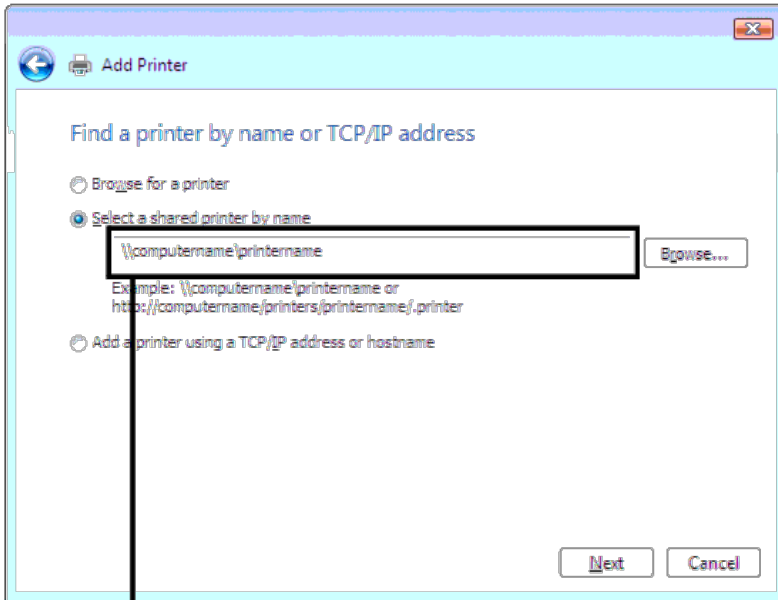 Add Printer
Find a printer by name or TCP/IP address
Browse for a printer
Select a shared printer by name
\\computername\printername
Browse...
Example: \\computername\printername or
http://computername/printers/printername/.printer
Add a printer using a TCP/IP address or hostname
Next
Cancel